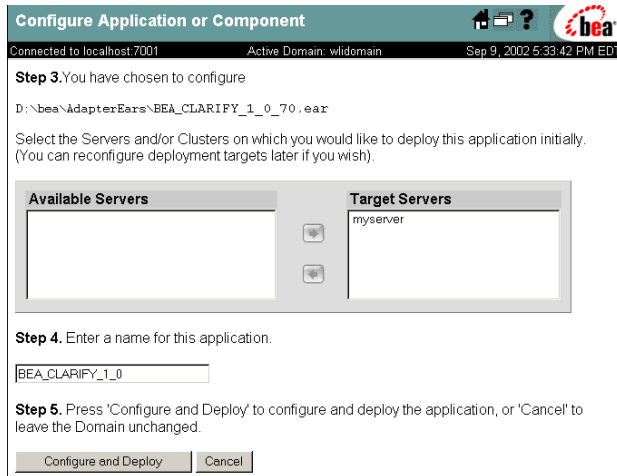 Configure Application or Component
? bea
Connected to localhost:7001 Active Domain: wlidomain Sep 9, 2002 5:33:42 PM EDT
Step 3.You have chosen to configure
D:\bea\AdapterEars\BEA_CLARIFY_1_0_70.ear
Select the Servers and/or Clusters on which you would like to deploy this application initially.
(You can reconfigure deployment targets later if you wish).
Available Servers
Target Servers
myserver
Step 4. Enter a name for this application.
BEA_CLARIFY_1_0
Step 5. Press 'Configure and Deploy' to configure and deploy the application, or 'Cancel' to
leave the Domain unchanged.
Configure and Deploy Cancel